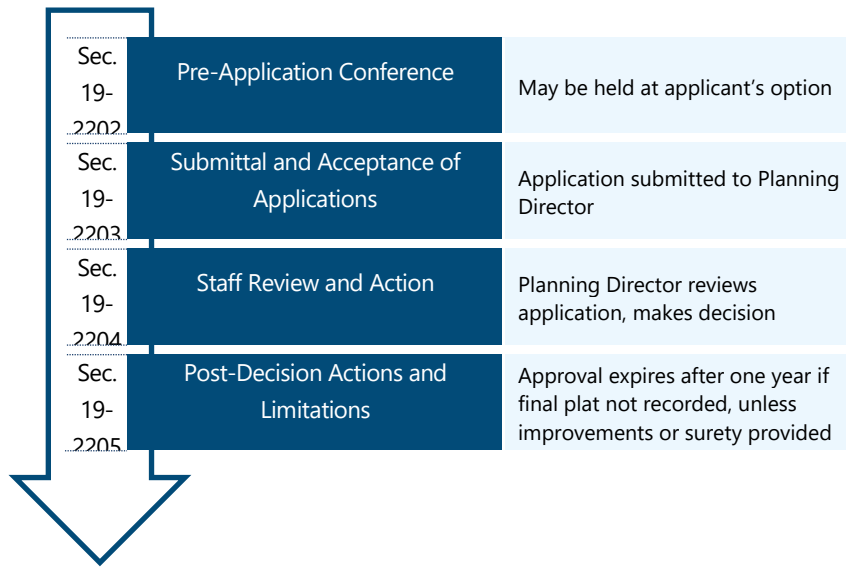 Sec.
19-
2202
Pre-Application Conference
May be held at applicant's option
Sec.
19-
2203
Submittal and Acceptance of
Applications
Application submitted to Planning
Director
Sec.
19-
2204
Staff Review and Action
Planning Director reviews
application, makes decision
Sec.
19-
2205
Post-Decision Actions and
Limitations
Approval expires after one year if
final plat not recorded, unless
improvements or surety provided